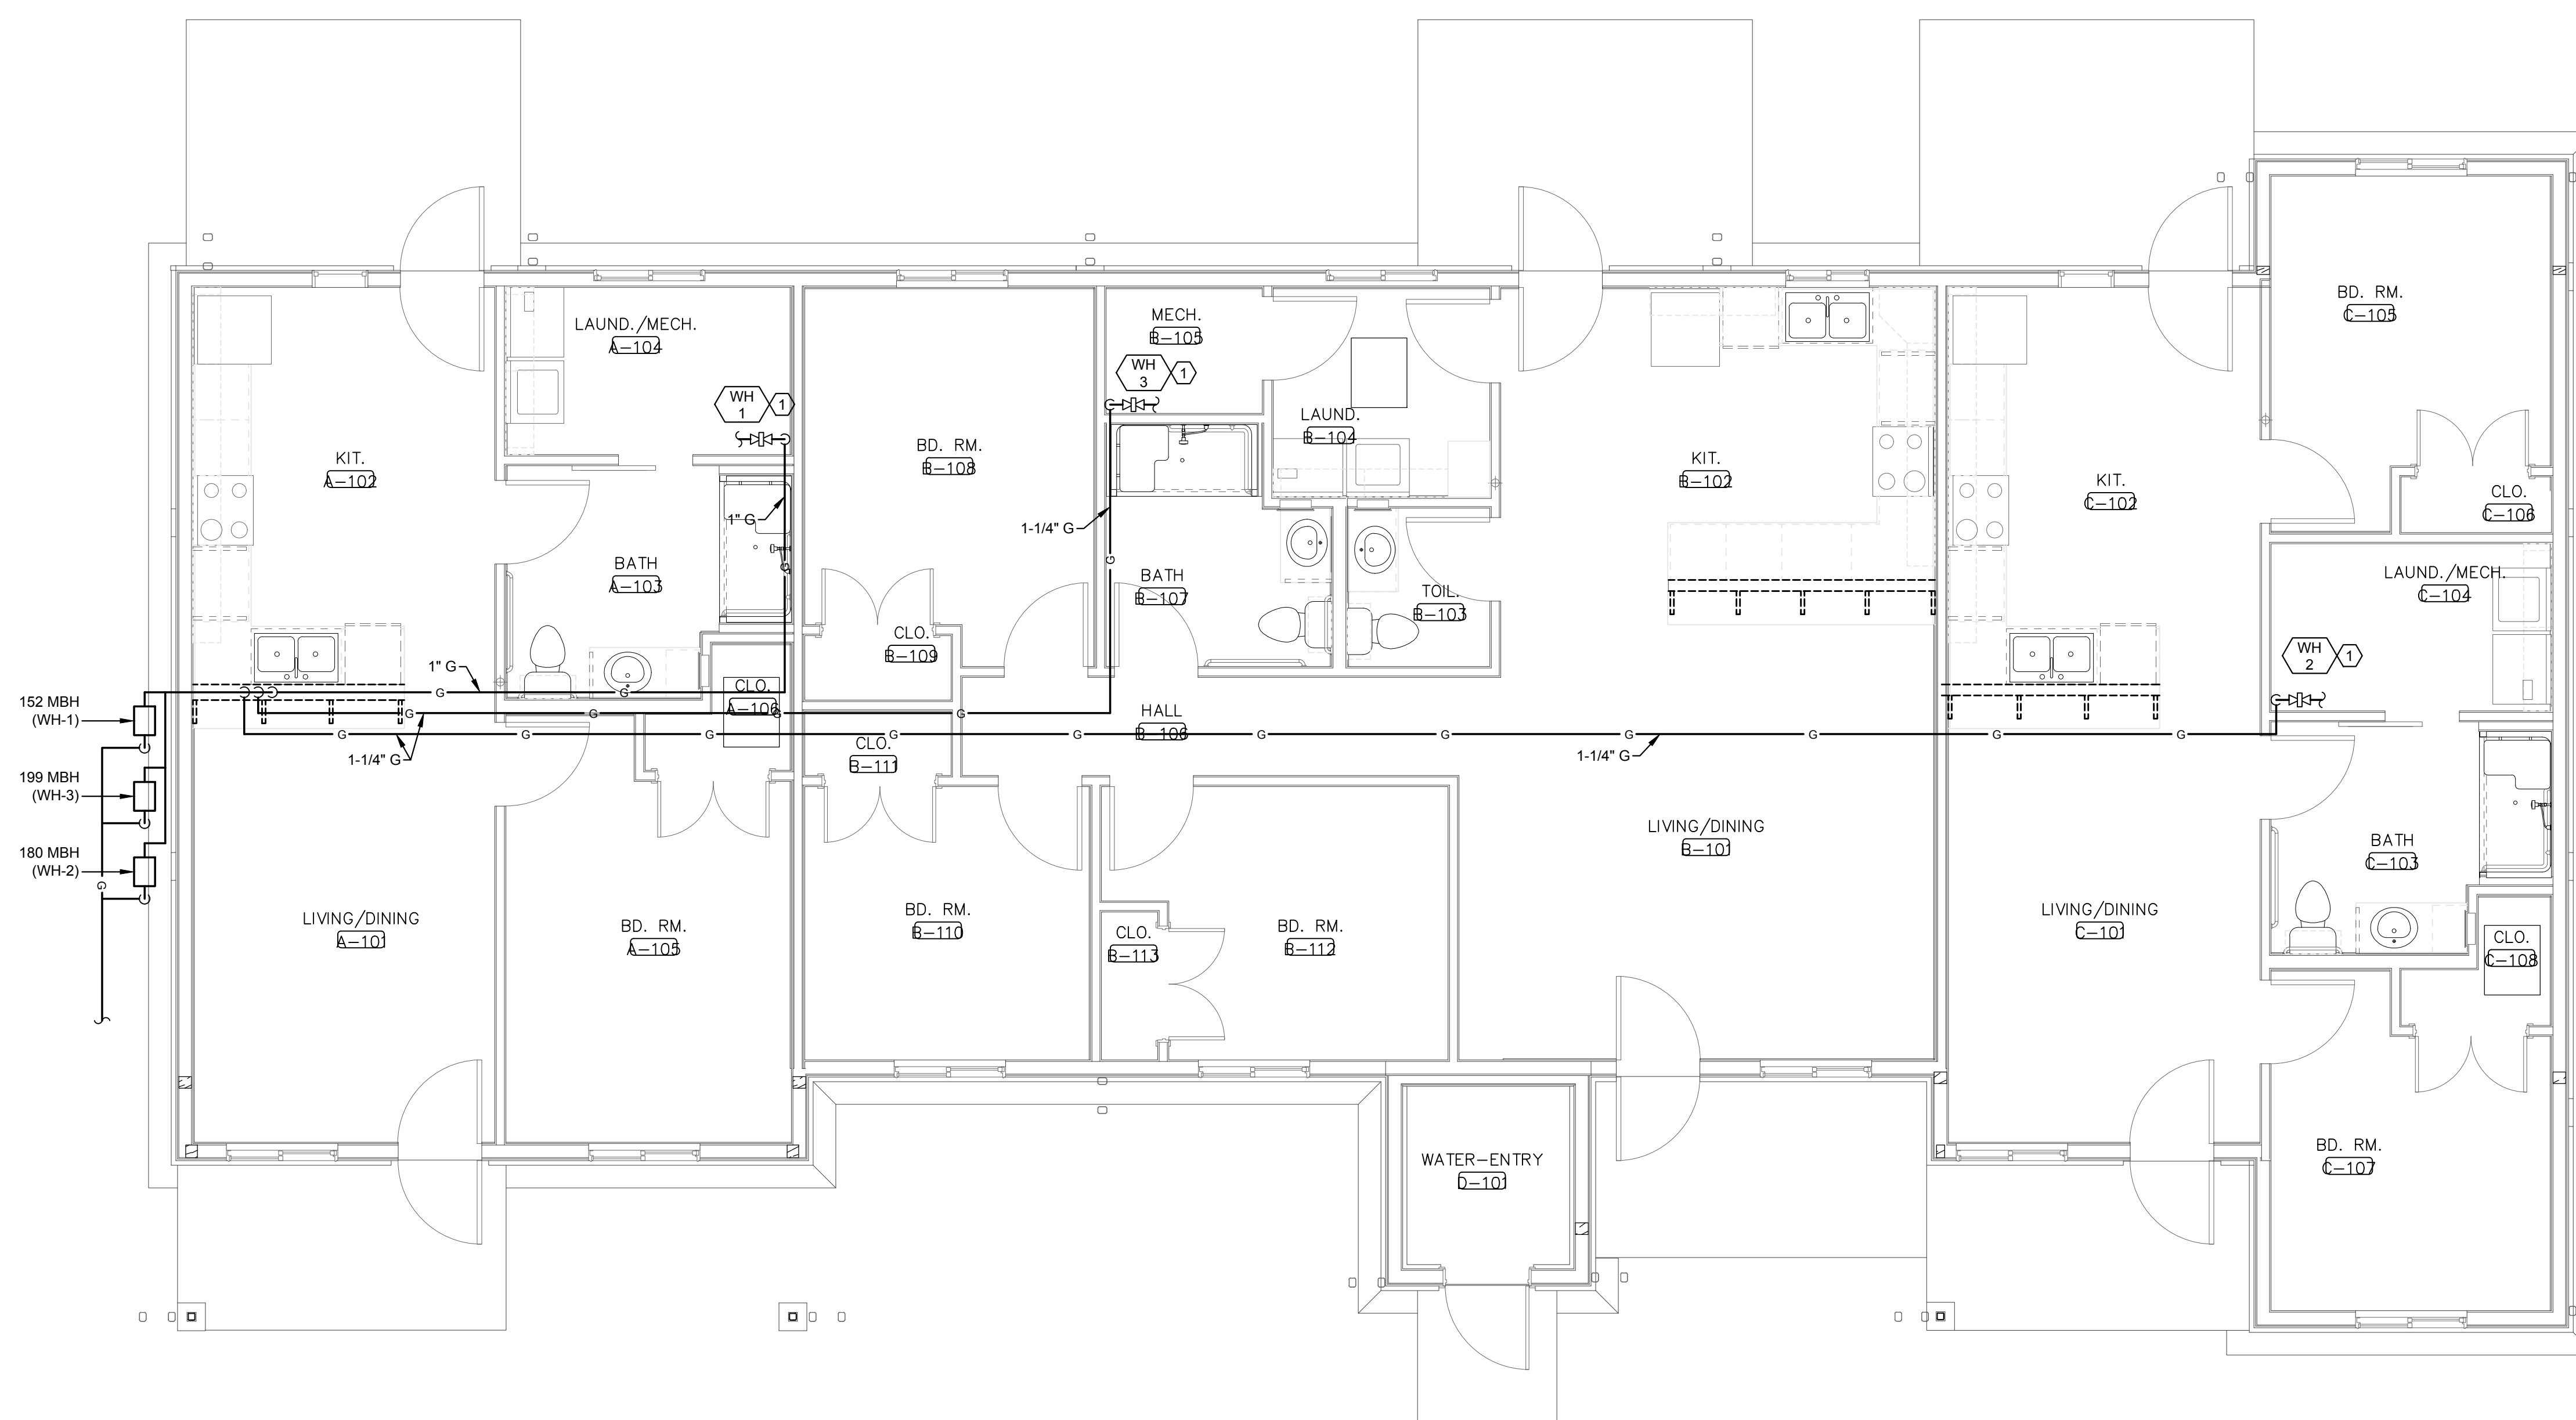 BD. RM.
C-105
MECH.
B-105
LAUND./MECH.
A-104
WH
3
1
WH
1
1
LAUND.
B-104
BD. RM.
B-108
KIT.
A-102
KIT.
B-102
KIT.
C-102
CLO.
C-106
1" G
1-1/4" G
G
G
BATH
A-103
BATH
B-107
TOIL.
B-103
LAUND./MECH.
C-104
CLO.
B-109
WH
2
1
1" G
152 MBH
(WH-1)
G
G
CLO.
A-106
G
G
G
G
HALL
B-106
G
G
G
G
G
G
G
G
G
G
G
1-1/4" G
CLO.
B-111
1-1/4" G
199 MBH
(WH-3)
LIVING/DINING
B-101
180 MBH
(WH-2)
G
BATH
C-103
LIVING/DINING
A-101
BD. RM.
A-105
BD. RM.
B-110
CLO.
B-113
BD. RM.
B-112
LIVING/DINING
C-101
CLO.
C-108
WATER-ENTRY
D-101
BD. RM.
C-107